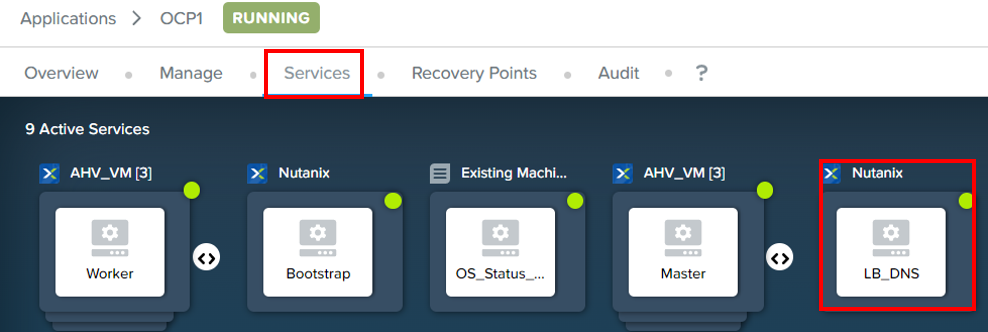 Applications > OCP1 RUNNING
Overview Manage Services Recovery Points Audit ?
9 Active Services
AHV_VM [3] Nutanix Existing Machi... AHV_VM [3] Nutanix
Worker Bootstrap OS_Status_... Master LB_DNS